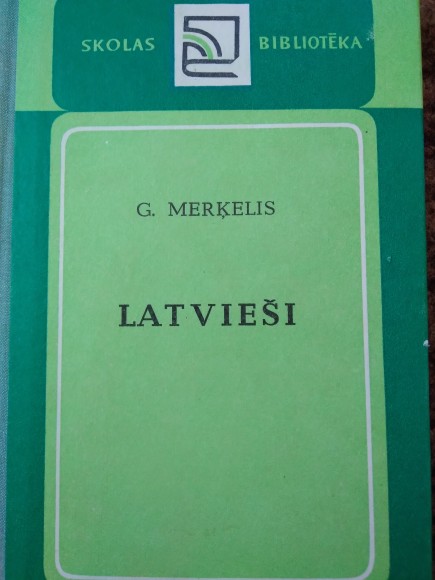 SKOLAS BIBLIOTĒKA
G. MERĶELIS
LATVIEŠI